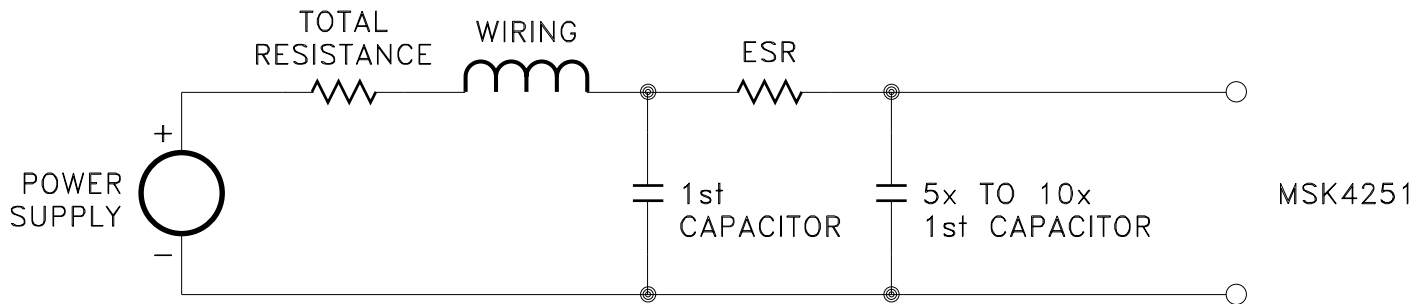 TOTAL
RESISTANCE
WIRING
ESR
+
POWER
SUPPLY
−
1st
CAPACITOR
5x TO 10x
1st CAPACITOR
MSK4251